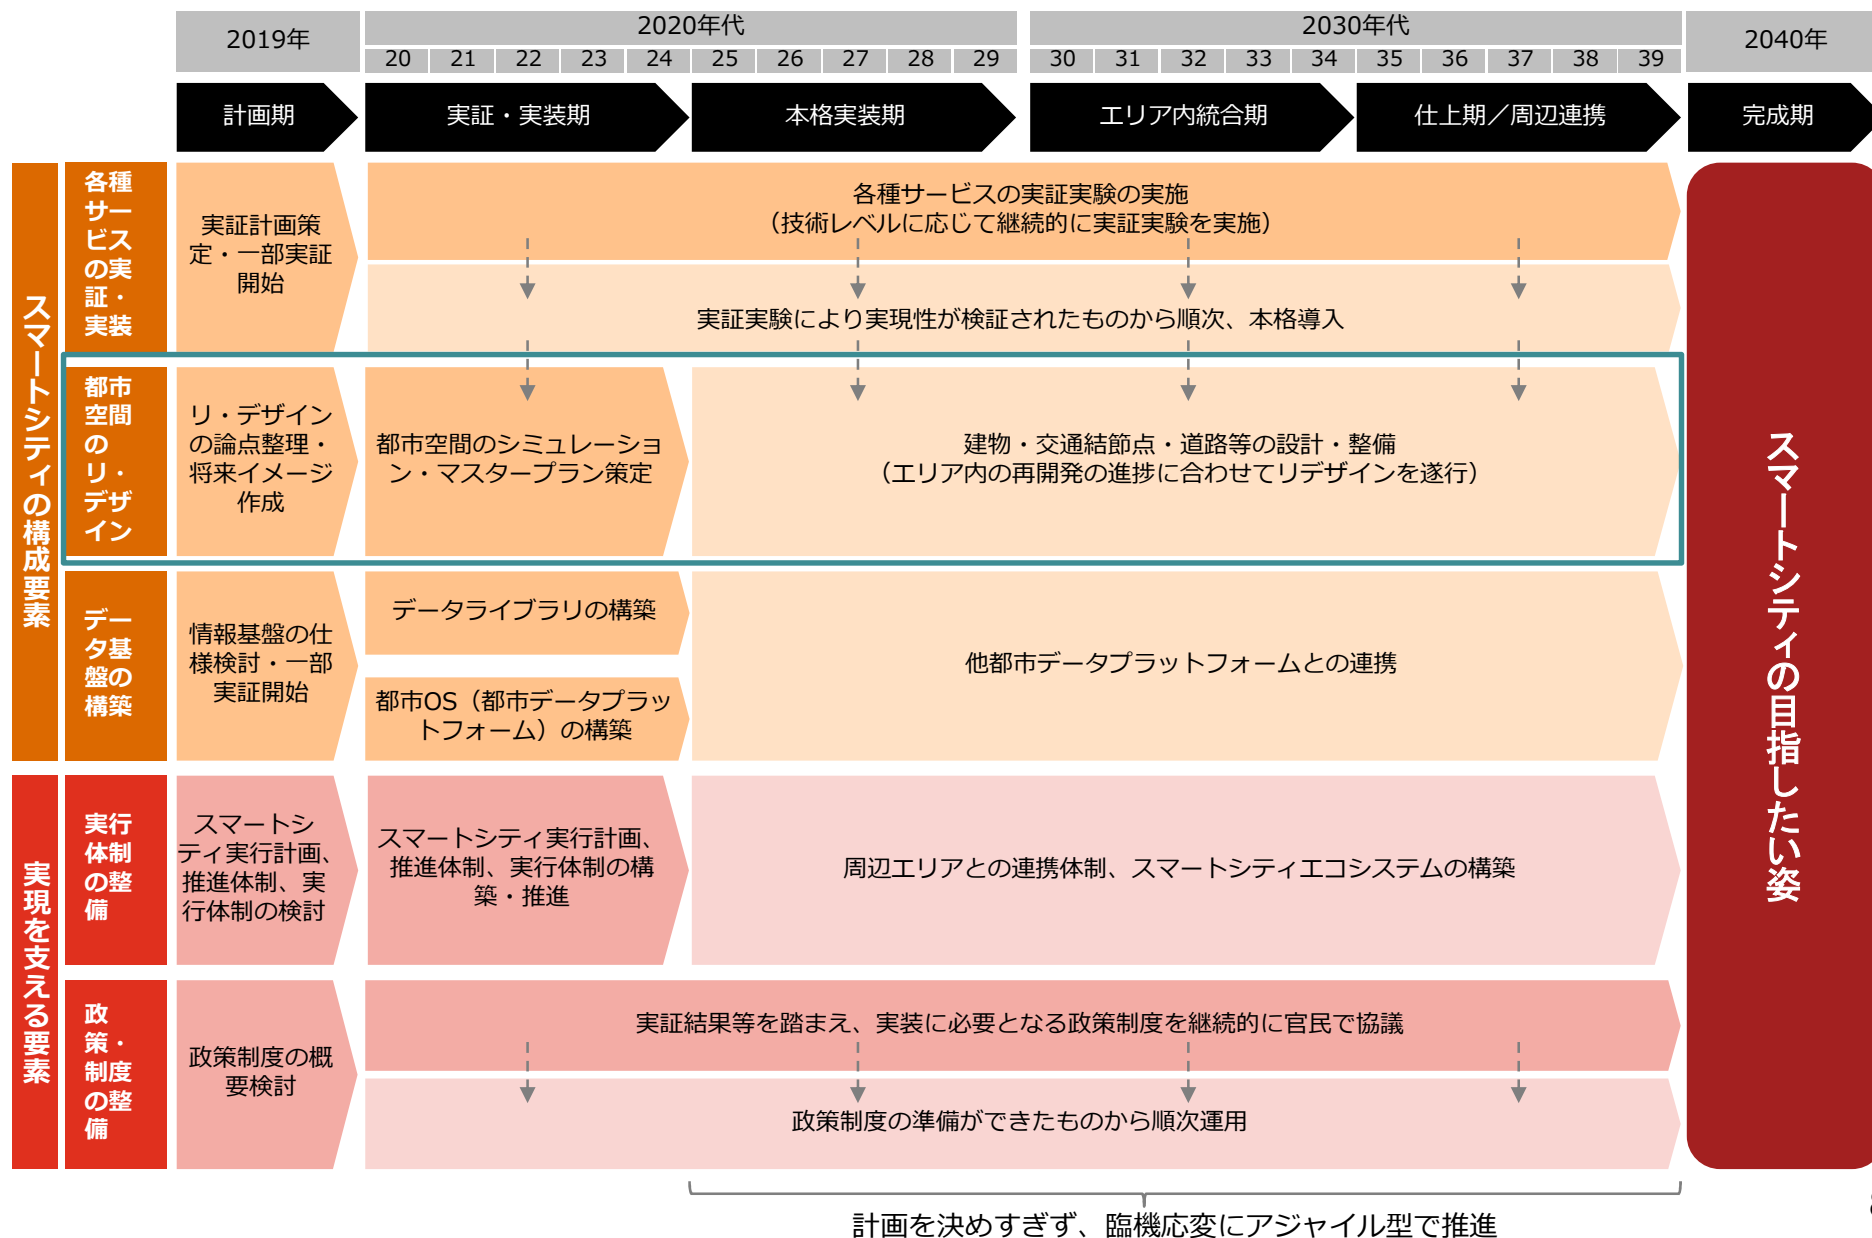 2019年
2020年代
2030年代
2040年
20 21 22 23 24 25 26 27 28 29 30 31 32 33 34 35 36 37 38 39
計画期
実証・実装期
本格実装期
エリア内統合期
仕上期／周辺連携
完成期
スマートシティの構成要素
各種
サー
ビス
の実
証・
実装
実証計画策
定・一部実証
開始
各種サービスの実証実験の実施
（技術レベルに応じて継続的に実証実験を実施）
実証実験により実現性が検証されたものから順次、本格導入
都市
空間
の
リ・
デザ
イン
リ・デザイン
の論点整理・
将来イメージ
作成
都市空間のシミュレーショ
ン・マスタープラン策定
建物・交通結節点・道路等の設計・整備
（エリア内の再開発の進捗に合わせてリデザインを遂行）
デー
タ基
盤の
構築
情報基盤の仕
様検討・一部
実証開始
データライブラリの構築
都市OS（都市データプラッ
トフォーム）の構築
他都市データプラットフォームとの連携
実現を支える要素
実行
体制
の整
備
スマートシ
ティ実行計画、
推進体制、実
行体制の検討
スマートシティ実行計画、
推進体制、実行体制の構
築・推進
周辺エリアとの連携体制、スマートシティエコシステムの構築
政
策・
制度
の整
備
政策制度の概
要検討
実証結果等を踏まえ、実装に必要となる政策制度を継続的に官民で協議
政策制度の準備ができたものから順次運用
スマートシティの目指したい姿
計画を決めすぎず、臨機応変にアジャイル型で推進